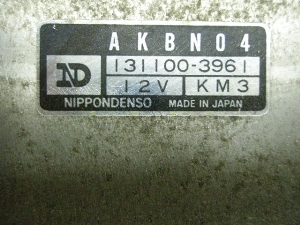 AKBN04
ND 131100-3961
12V KM3
NIPPONDENSO MADE IN JAPAN